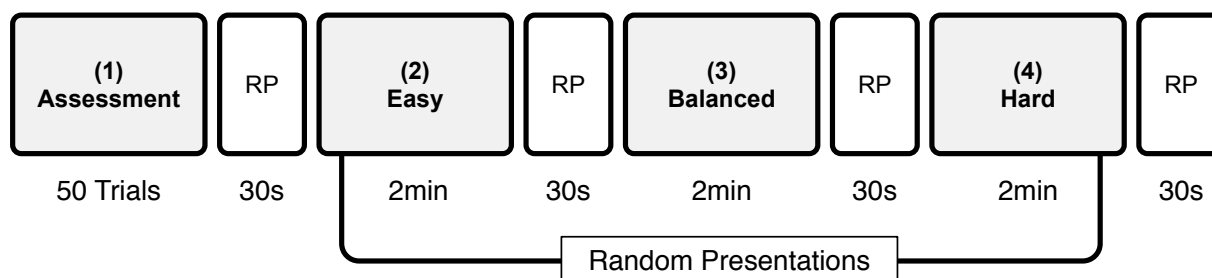 (1)
Assessment
RP
(2)
Easy
RP
(3)
Balanced
RP
(4)
Hard
RP
50 Trials
30s
2min
30s
2min
30s
2min
30s
Random Presentations